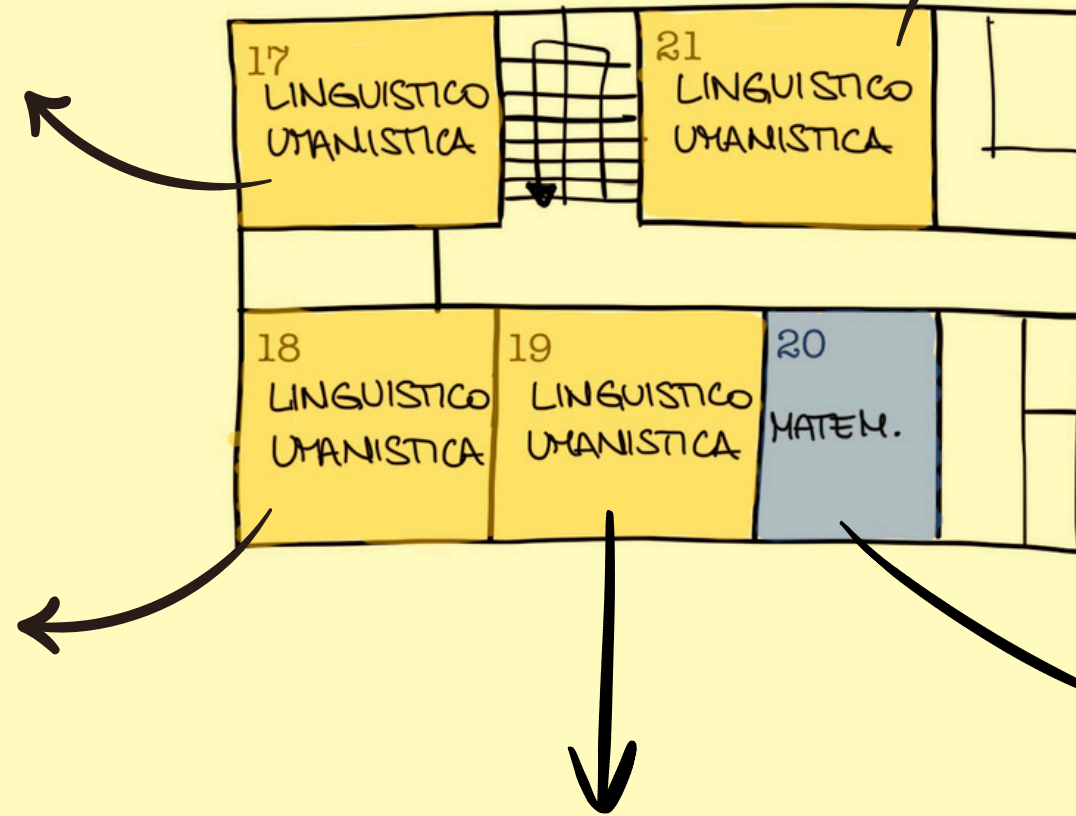 17
LINGUISTICO
UMANISTICA
21
LINGUISTICO
UMANISTICA
18
LINGUISTICO
UMANISTICA
19
LINGUISTICO
UMANISTICA
20
MATEM.